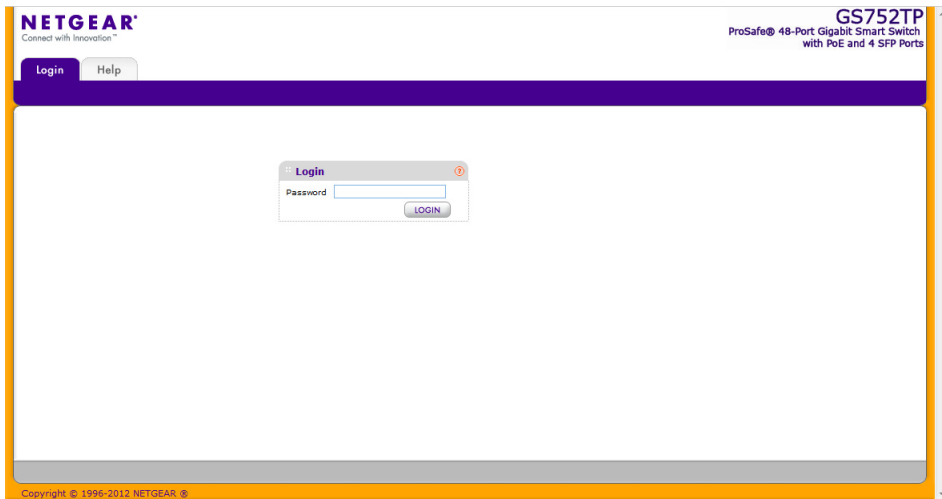 NETGEAR®
Connect with Innovation™
GS752TP
ProSafe® 48-Port Gigabit Smart Switch
with PoE and 4 SFP Ports
Login
Help
Login
?
Password
LOGIN
Copyright © 1996-2012 NETGEAR ®